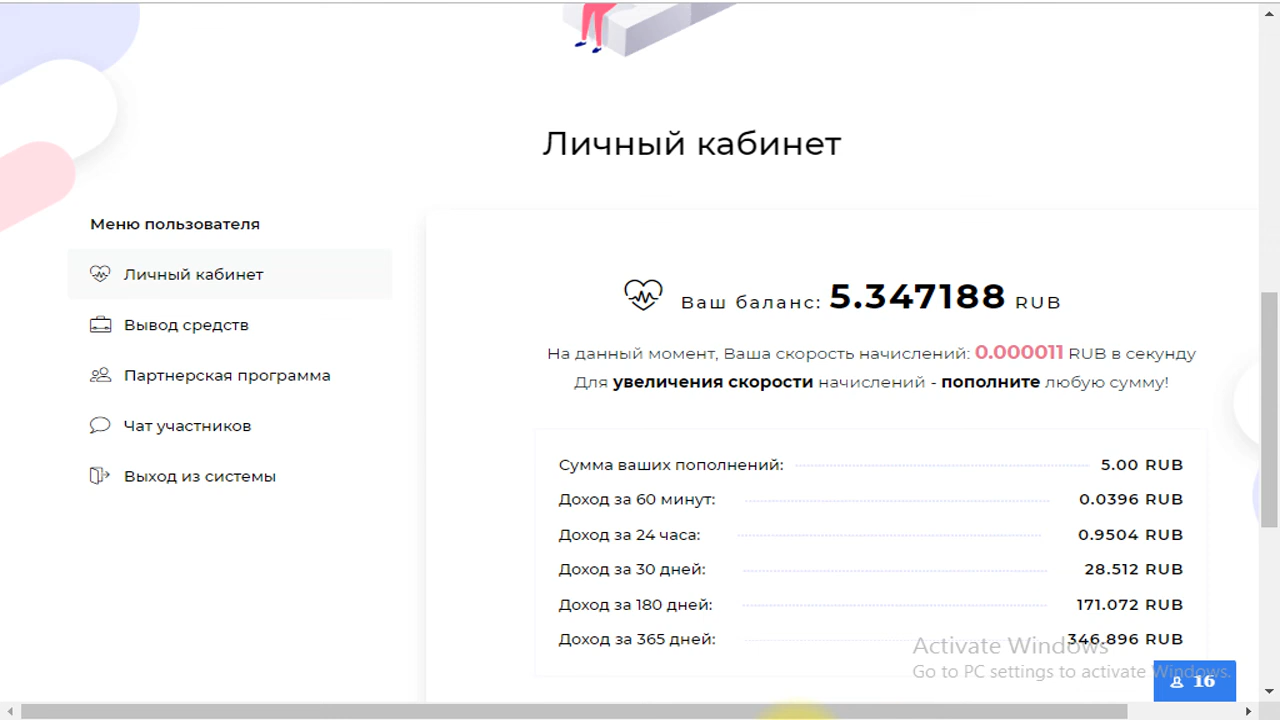 Личный кабинет
Меню пользователя
Личный кабинет
Вывод средств
Партнерская программа
Чат участников
Выход из системы
Ваш баланс: 5.347188 RUB
На данный момент, Ваша скорость начислений: 0.000011 RUB в секунду
Для увеличения скорости начислений - пополните любую сумму!
Сумма ваших пополнений: 5.00 RUB
Доход за 60 минут: 0.0396 RUB
Доход за 24 часа: 0.9504 RUB
Доход за 30 дней: 28.512 RUB
Доход за 180 дней: 171.072 RUB
Доход за 365 дней: 346.896 RUB
Activate Windows
Go to PC settings to activate Windows.
16